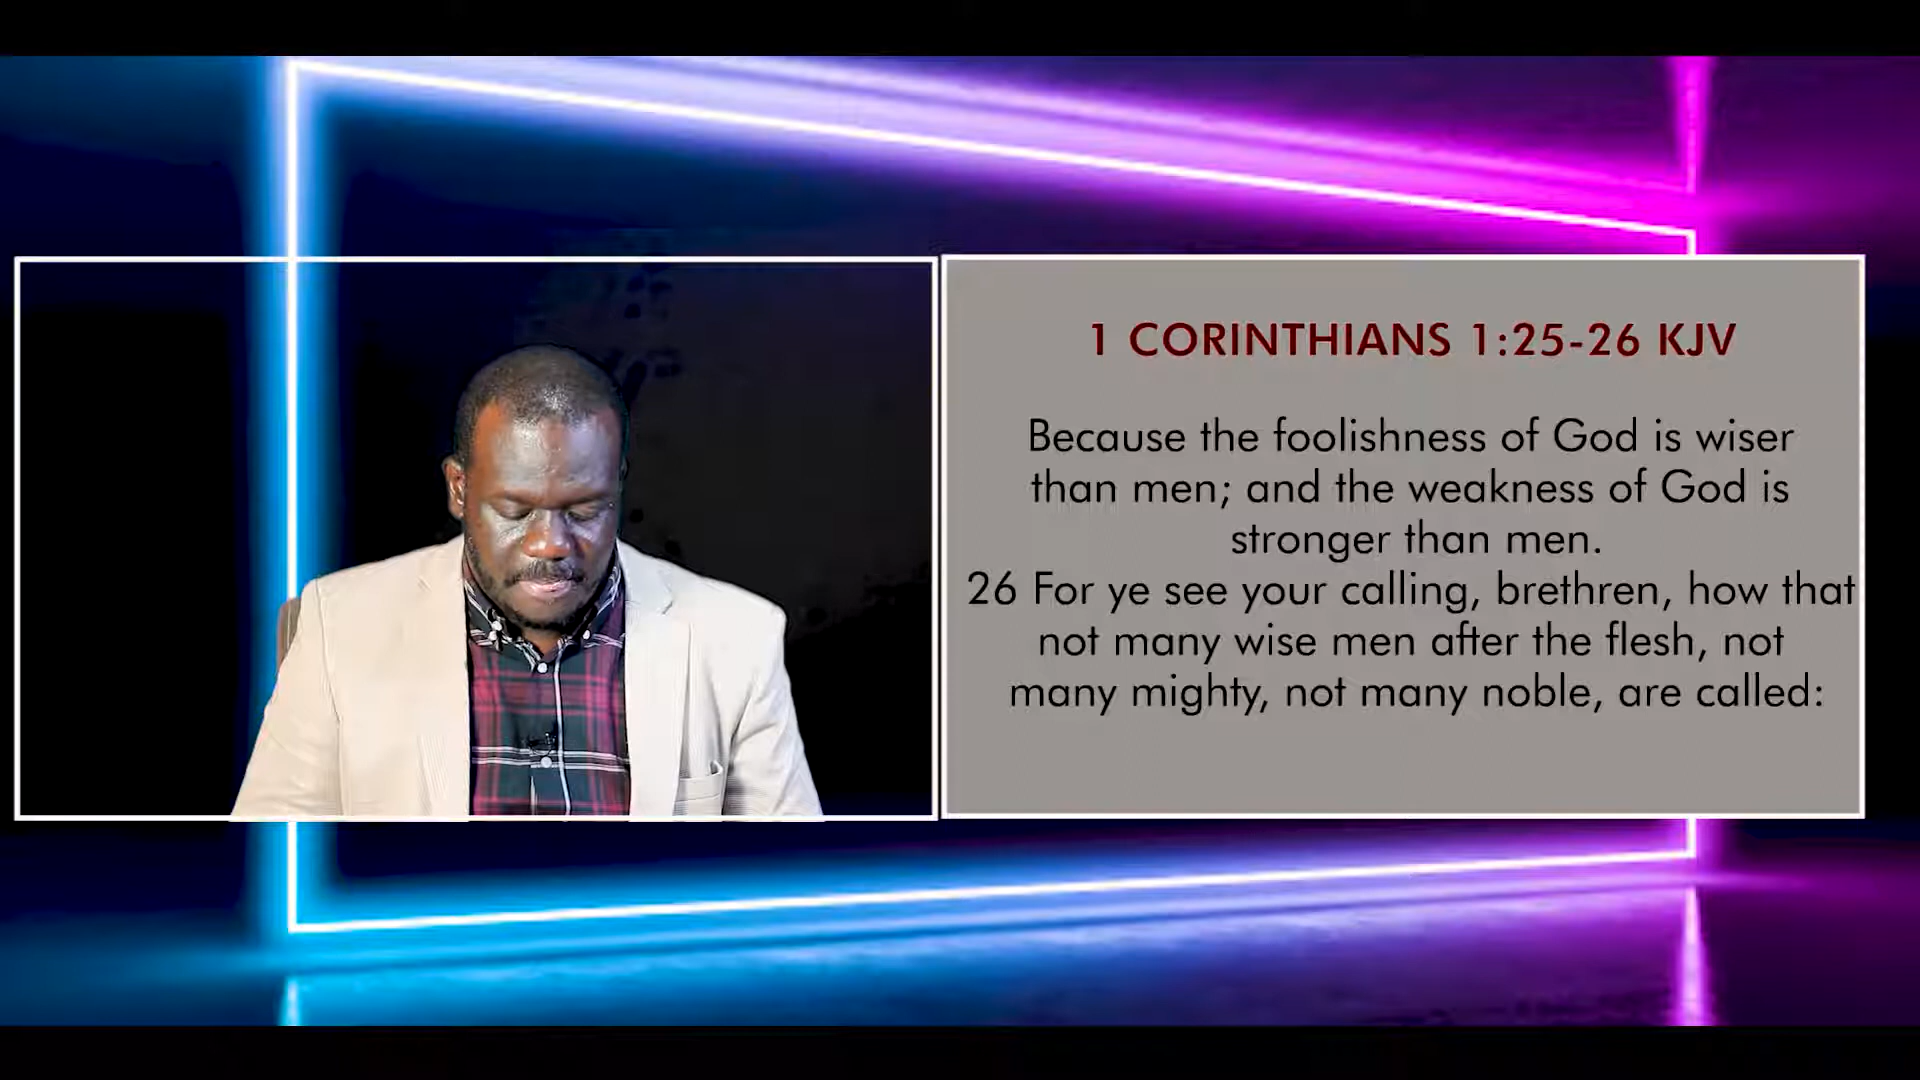 1 CORINTHIANS 1:25-26 KJV
Because the foolishness of God is wiser
than men; and the weakness of God is
stronger than men.
26 For ye see your calling, brethren, how that
not many wise men after the flesh, not
many mighty, not many noble, are called: